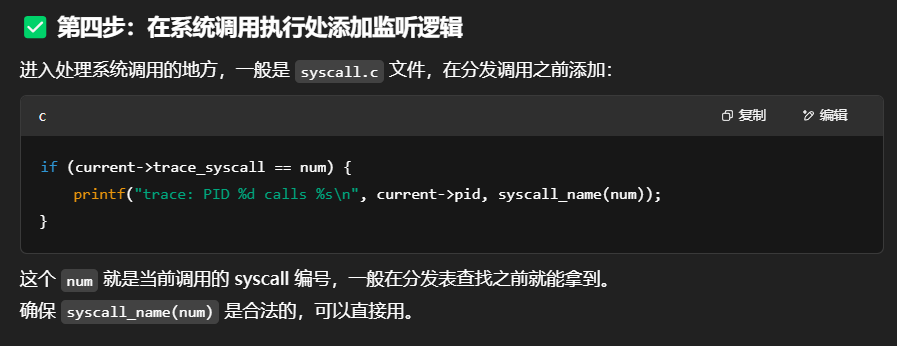 ✅ 第四步：在系统调用执行处添加监听逻辑
进入处理系统调用的地方，一般是 syscall.c 文件，在分发调用之前添加：
c 复制 编辑
if (current->trace_syscall == num) {
    printf("trace: PID %d calls %s\n", current->pid, syscall_name(num));
}
这个 num 就是当前调用的 syscall 编号，一般在分发表查找之前就能拿到。
确保 syscall_name(num) 是合法的，可以直接用。